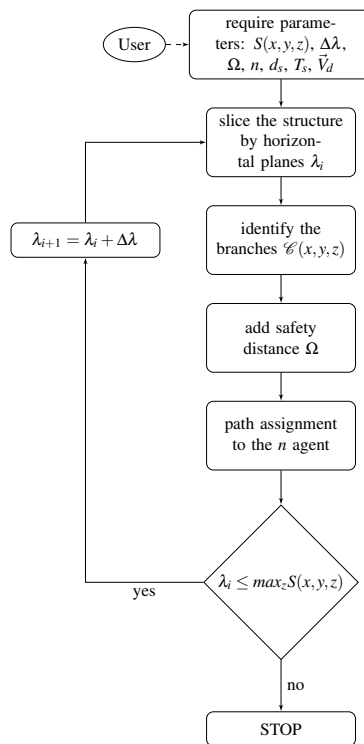 User
require parame-
ters: S(x,y,z), Δλ,
Ω, n, d_s, T_s, V⃗_d
slice the structure
by horizon-
tal planes λ_i
λ_{i+1} = λ_i + Δλ
identify the
branches 𝒞(x,y,z)
add safety
distance Ω
path assignment
to the n agent
λ_i ≤ max_z S(x,y,z)
yes
no
STOP